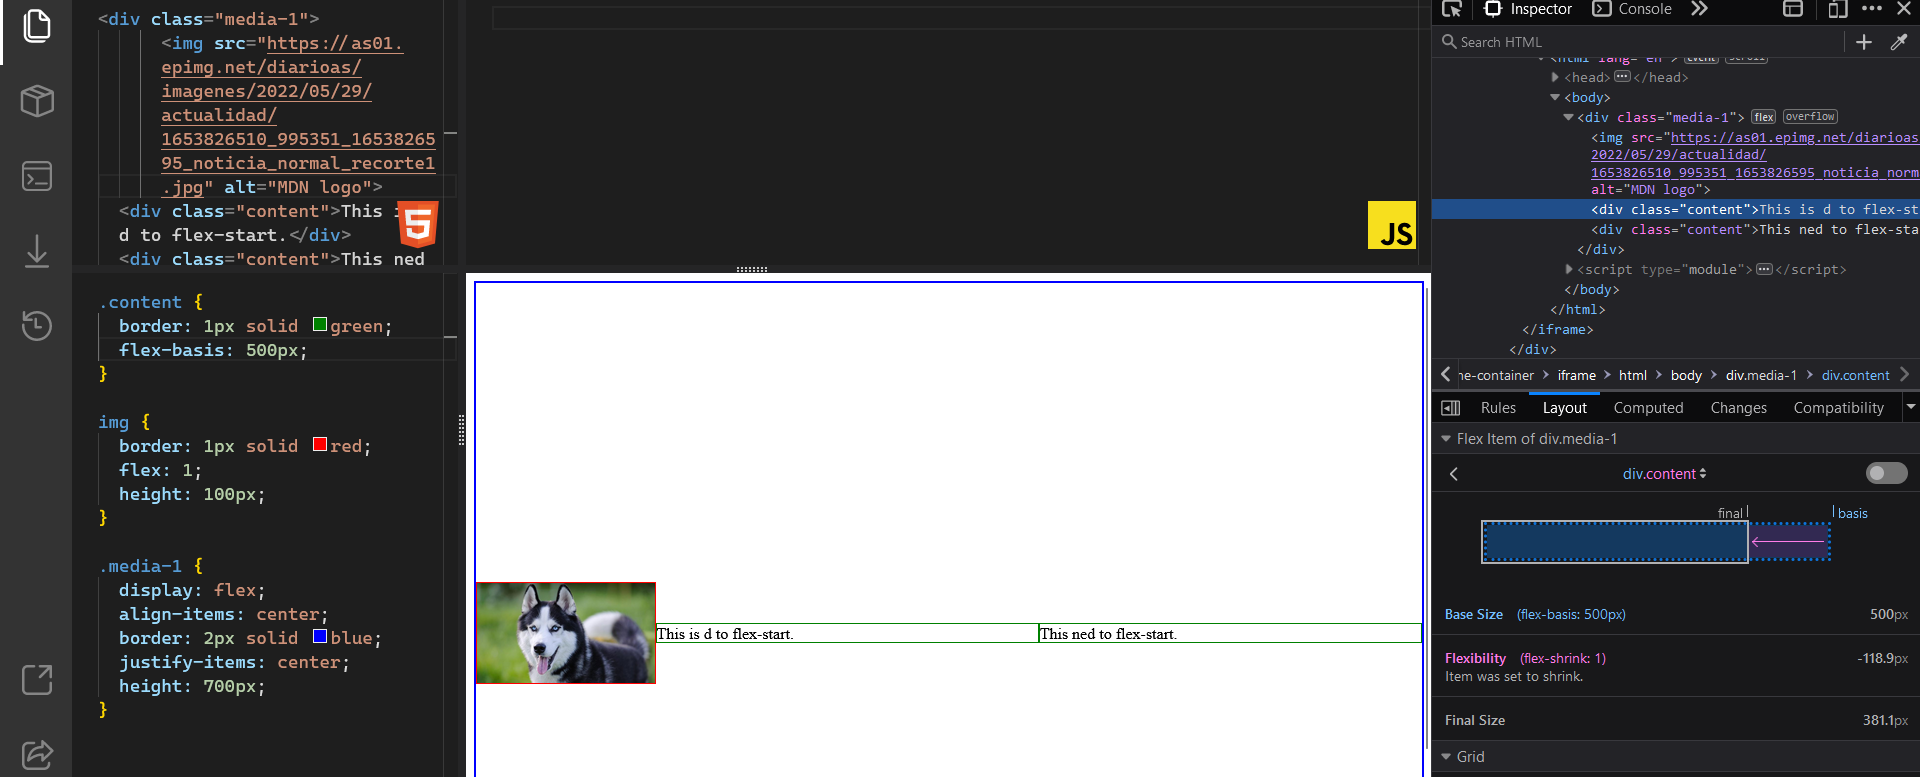 <div class="media-1">
<img src="https://as01.
epimg.net/diarioas/
imagenes/2022/05/29/
actualidad/
1653826510_995351_16538265
95_noticia_normal_recorte1
.jpg" alt="MDN logo">
<div class="content">This
d to flex-start.</div>
<div class="content">This ned
.content {
border: 1px solid green;
flex-basis: 500px;
}
img {
border: 1px solid red;
flex: 1;
height: 100px;
}
.media-1 {
display: flex;
align-items: center;
border: 2px solid blue;
justify-items: center;
height: 700px;
}
5
JS
This is d to flex-start.
This ned to flex-start.
Inspector
Console
Search HTML
<html lang="en"> event scroll
<head> ••• </head>
<body>
<div class="media-1"> flex overflow
<img src="https://as01.epimg.net/diarioas
2022/05/29/actualidad/
1653826510_995351_1653826595_noticia_norm
alt="MDN logo">
<div class="content">This is d to flex-st
<div class="content">This ned to flex-sta
</div>
<script type="module"> ••• </script>
</body>
</html>
</iframe>
</div>
ne-container > iframe > html > body > div.media-1 > div.content
Rules Layout Computed Changes Compatibility
Flex Item of div.media-1
div.content
final basis
Base Size (flex-basis: 500px) 500px
Flexibility (flex-shrink: 1) -118.9px
Item was set to shrink.
Final Size 381.1px
Grid